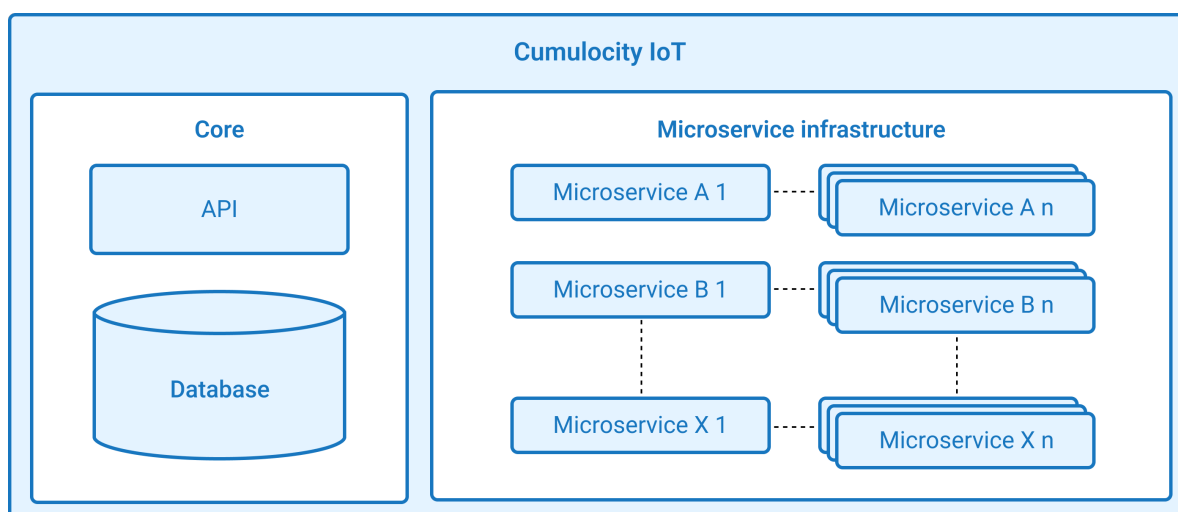 Cumulocity IoT
Core
API
Database
Microservice infrastructure
Microservice A 1
Microservice A n
Microservice B 1
Microservice B n
Microservice X 1
Microservice X n